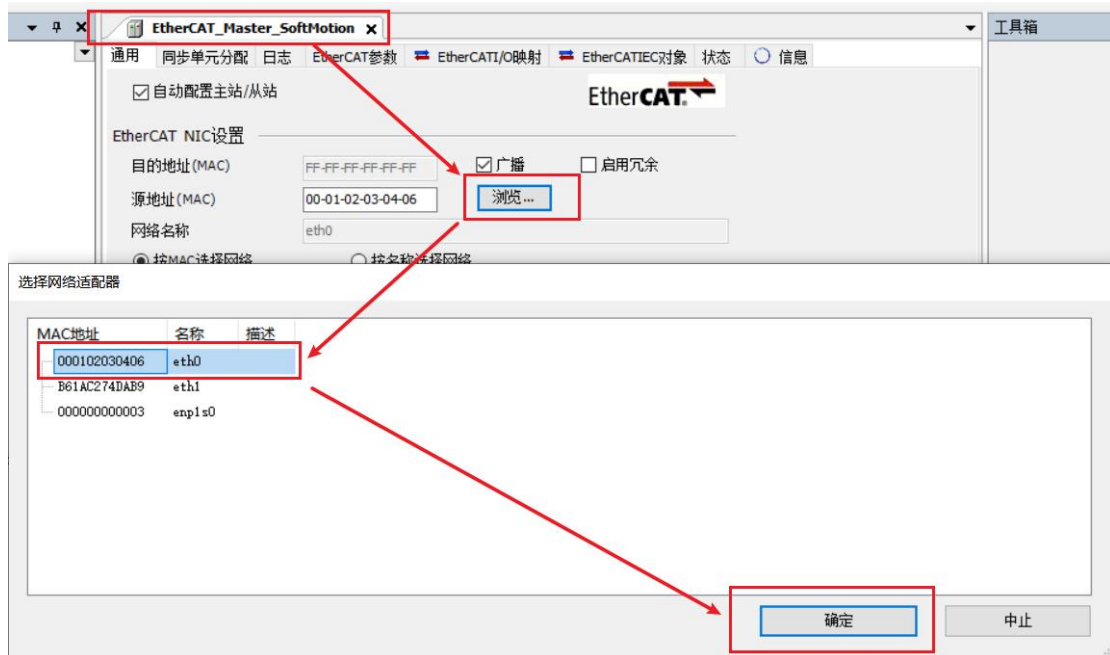 EtherCAT_Master_SoftMotion
工具箱
通用 同步单元分配 日志 EtherCAT参数 EtherCATI/O映射 EtherCATIEC对象 状态 信息
自动配置主站/从站
EtherCAT.
EtherCAT NIC设置
目的地址(MAC) FF-FF-FF-FF-FF-FF 广播 启用冗余
源地址(MAC) 00-01-02-03-04-06 浏览...
网络名称 eth0
按MAC选择网络 按名称选择网络
选择网络适配器
MAC地址 名称 描述
000102030406 eth0
B61AC274DAB9 eth1
000000000003 enp1s0
确定 中止